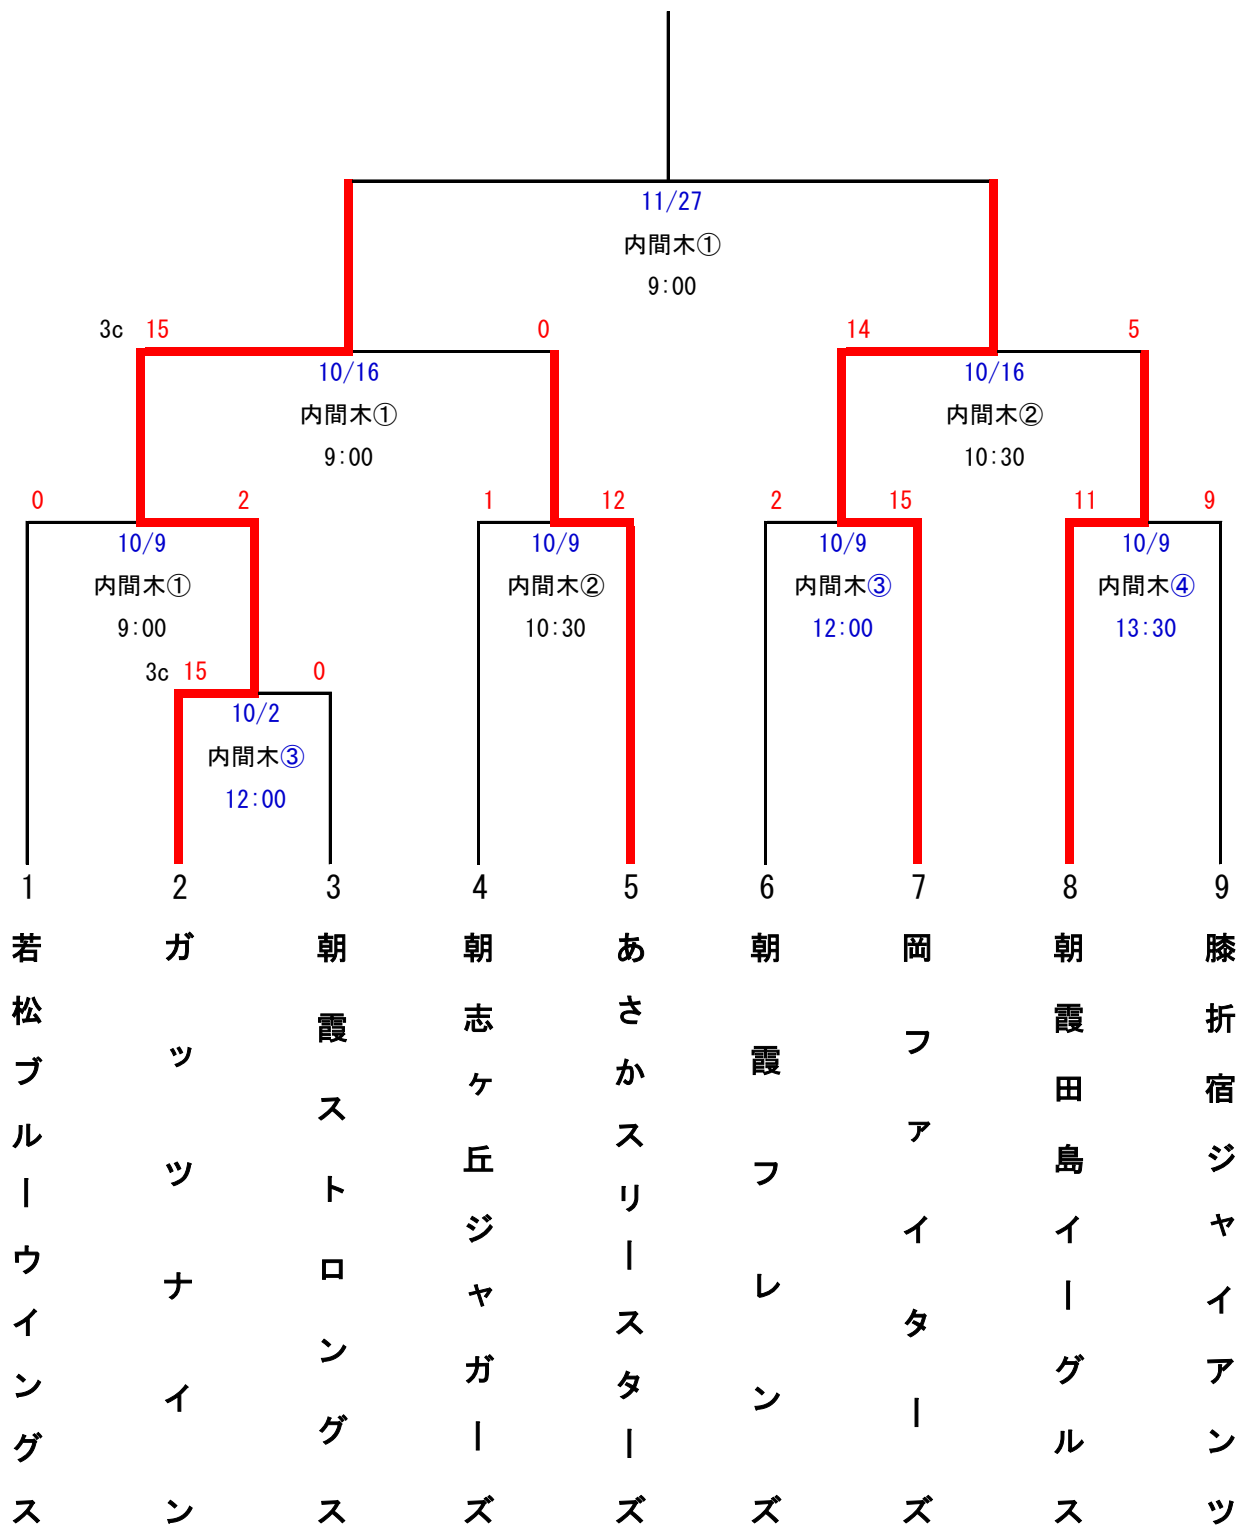 11/27
内間木①
9:00
3c 15 0 14 5
10/16 10/16
内間木① 内間木②
9:00 10:30
0 2 1 12 2 15 11 9
10/9 10/9 10/9 10/9
内間木① 内間木② 内間木③ 内間木④
9:00 10:30 12:00 13:30
3c 15 0
10/2
内間木③
12:00
1 2 3 4 5 6 7 8 9
若松ブルーウイングス
ガッツナイン
朝霞ストロングス
朝志ヶ丘ジャガーズ
あさかスリースターズ
朝霞フレンズ
岡ファイターズ
朝霞田島イーグルス
膝折宿ジャイアンツ